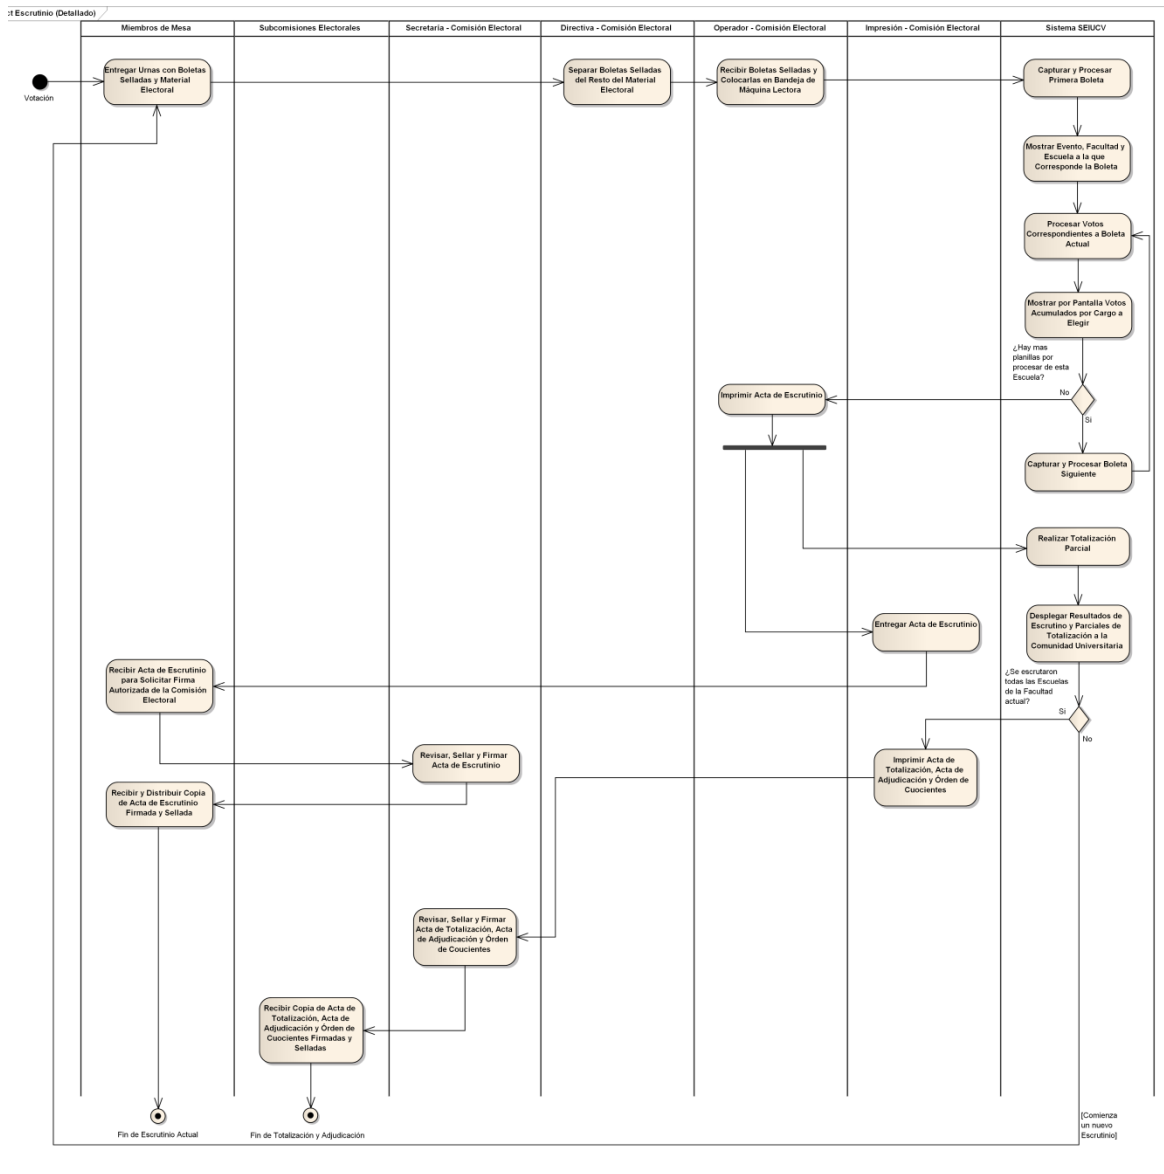 ct Escrutinio (Detallado)
Miembros de Mesa
Subcomisiones Electorales
Secretaría - Comisión Electoral
Directiva - Comisión Electoral
Operador - Comisión Electoral
Impresión - Comisión Electoral
Sistema SEIUCV
Votación
Entregar Urnas con Boletas
Selladas y Material
Electoral
Separar Boletas Selladas
del Resto del Material
Electoral
Recibir Boletas Selladas y
Colocarlas en Bandeja de
Máquina Lectora
Capturar y Procesar
Primera Boleta
Mostrar Evento, Facultad y
Escuela a la que
Corresponde la Boleta
Procesar Votos
Correspondientes a Boleta
Actual
Mostrar por Pantalla Votos
Acumulados por Cargo a
Elegir
¿Hay mas
planillas por
procesar de esta
Escuela?
No
Si
Imprimir Acta de Escrutinio
Capturar y Procesar Boleta
Siguiente
Realizar Totalización
Parcial
Desplegar Resultados de
Escrutino y Parciales de
Totalización a la
Comunidad Universitaria
Entregar Acta de Escrutinio
Recibir Acta de Escrutinio
para Solicitar Firma
Autorizada de la Comisión
Electoral
¿Se escrutaron
todas las Escuelas
de la Facultad
actual?
Si
No
Revisar, Sellar y Firmar
Acta de Escrutinio
Imprimir Acta de
Totalización, Acta de
Adjudicación y Órden de
Cuocientes
Recibir y Distribuir Copia
de Acta de Escrutinio
Firmada y Sellada
Revisar, Sellar y Firmar
Acta de Totalización, Acta
de Adjudicación y Órden
de Coucientes
Recibir Copia de Acta de
Totalización, Acta de
Adjudicación y Órden de
Cuocientes Firmadas y
Selladas
Fin de Escrutinio Actual
Fin de Totalización y Adjudicación
[Comienza
un nuevo
Escrutinio]